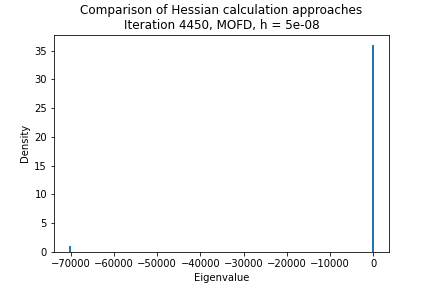 Comparison of Hessian calculation approaches
Iteration 4450, MOFD, h = 5e-08
35
30
25
20
15
10
5
0
Density
−70000 −60000 −50000 −40000 −30000 −20000 −10000 0
Eigenvalue